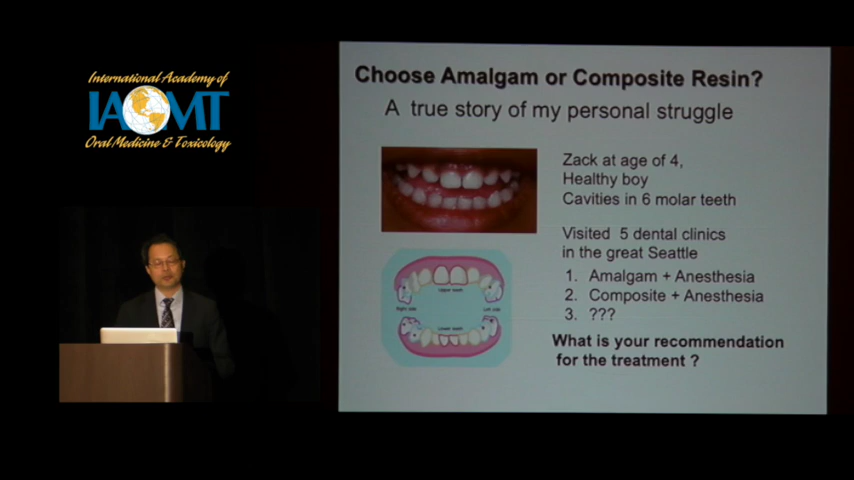 International Academy of
IAOMT
Oral Medicine & Toxicology
Choose Amalgam or Composite Resin?
A true story of my personal struggle
Zack at age of 4,
Healthy boy
Cavities in 6 molar teeth
Visited 5 dental clinics
in the great Seattle
1. Amalgam + Anesthesia
2. Composite + Anesthesia
3. ???
What is your recommendation
for the treatment ?
Upper teeth
Right side
Left side
Lower teeth